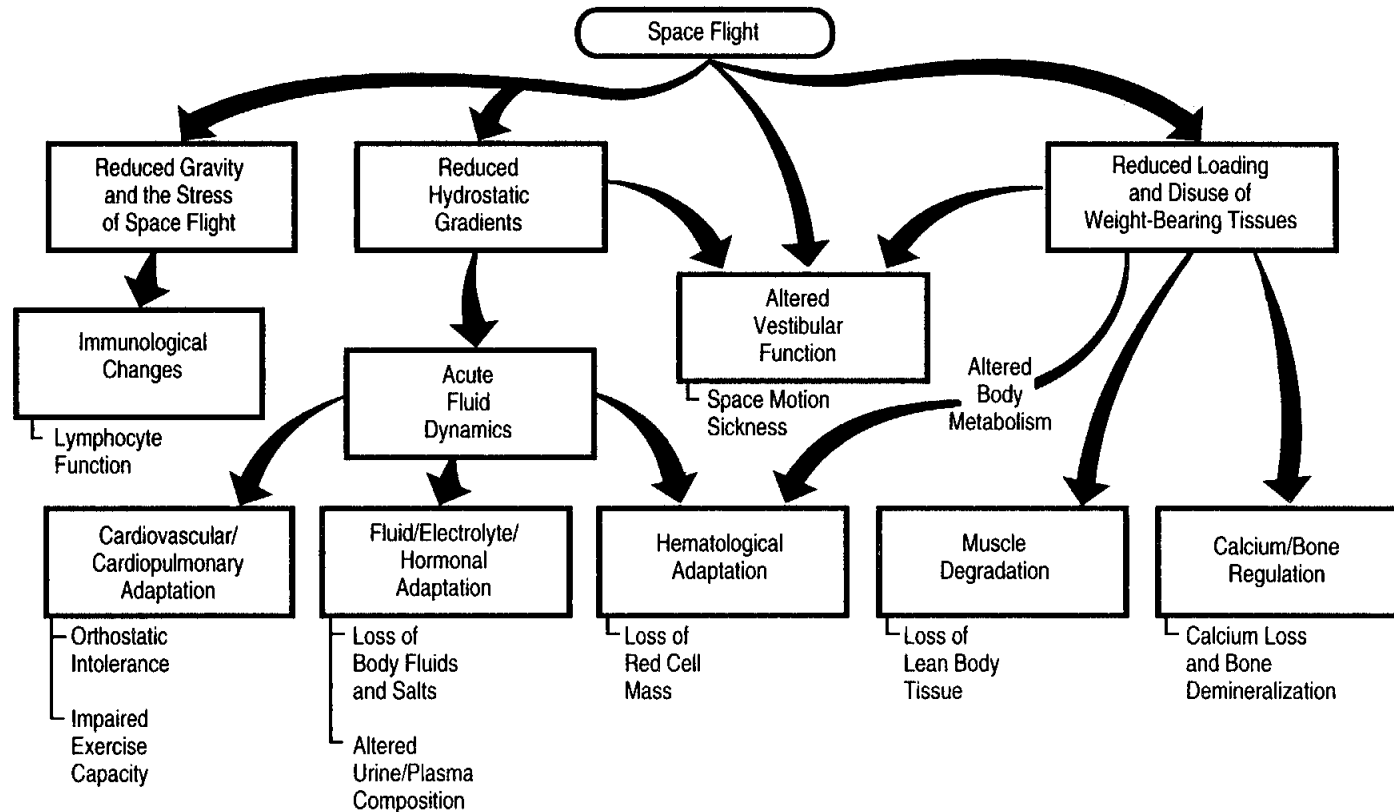 Space Flight
Reduced Gravity
and the Stress
of Space Flight
Reduced
Hydrostatic
Gradients
Reduced Loading
and Disuse of
Weight-Bearing Tissues
Immunological
Changes
Lymphocyte
Function
Acute
Fluid
Dynamics
Altered
Vestibular
Function
Space Motion
Sickness
Altered
Body
Metabolism
Cardiovascular/
Cardiopulmonary
Adaptation
Orthostatic
Intolerance
Impaired
Exercise
Capacity
Fluid/Electrolyte/
Hormonal
Adaptation
Loss of
Body Fluids
and Salts
Altered
Urine/Plasma
Composition
Hematological
Adaptation
Loss of
Red Cell
Mass
Muscle
Degradation
Loss of
Lean Body
Tissue
Calcium/Bone
Regulation
Calcium Loss
and Bone
Demineralization